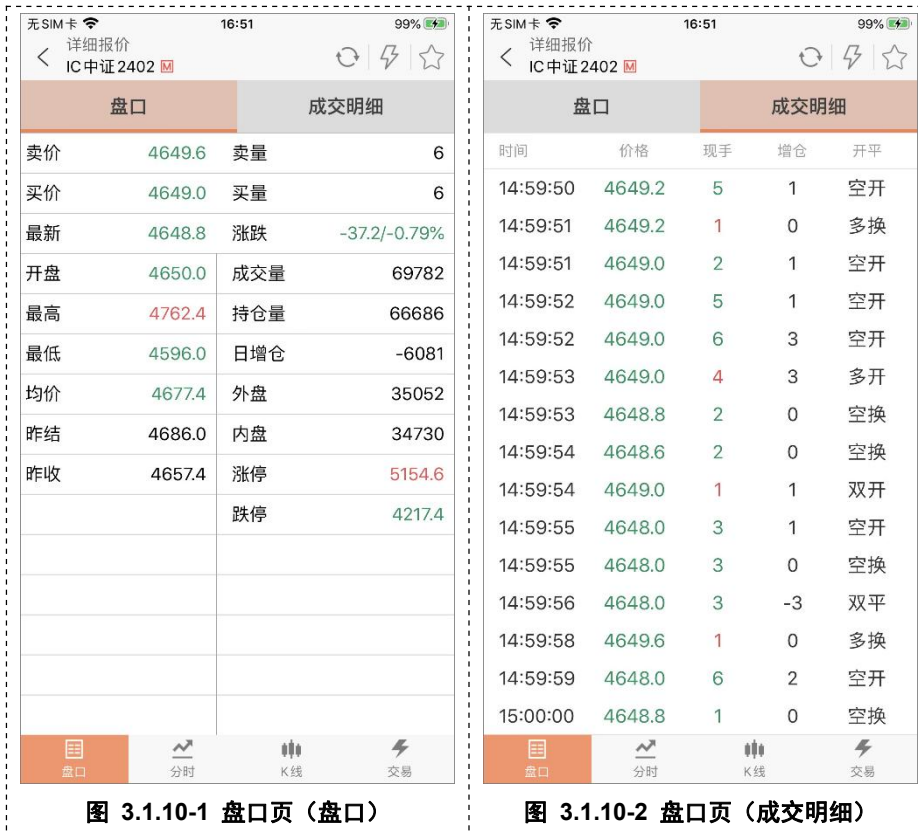 无SIM卡 16:51 99%
详细报价
IC中证2402 M
盘口 成交明细
卖价 4649.6 卖量 6
买价 4649.0 买量 6
最新 4648.8 涨跌 -37.2/-0.79%
开盘 4650.0 成交量 69782
最高 4762.4 持仓量 66686
最低 4596.0 日增仓 -6081
均价 4677.4 外盘 35052
昨结 4686.0 内盘 34730
昨收 4657.4 涨停 5154.6
跌停 4217.4
盘口 分时 K线 交易
图 3.1.10-1 盘口页（盘口）
无SIM卡 16:51 99%
详细报价
IC中证2402 M
盘口 成交明细
时间 价格 现手 增仓 开平
14:59:50 4649.2 5 1 空开
14:59:51 4649.2 1 0 多换
14:59:51 4649.0 2 1 空开
14:59:52 4649.0 5 1 空开
14:59:52 4649.0 6 3 空开
14:59:53 4649.0 4 3 多开
14:59:53 4648.8 2 0 空换
14:59:54 4648.6 2 0 空换
14:59:54 4649.0 1 1 双开
14:59:55 4648.0 3 1 空开
14:59:55 4648.0 3 0 空换
14:59:56 4648.0 3 -3 双平
14:59:58 4649.6 1 0 多换
14:59:59 4648.0 6 2 空开
15:00:00 4648.8 1 0 空换
盘口 分时 K线 交易
图 3.1.10-2 盘口页（成交明细）